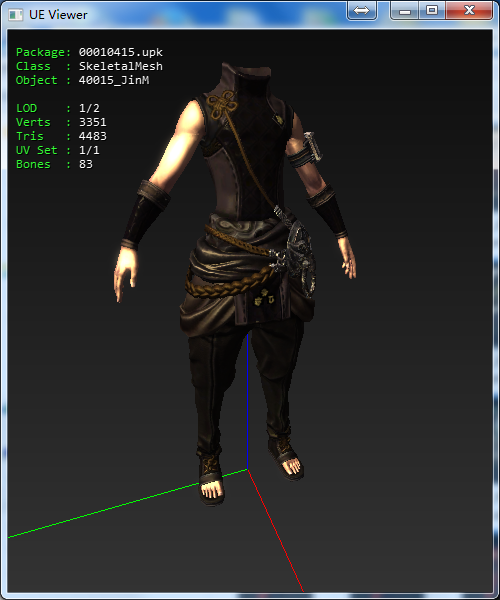 UE Viewer
Package: 00010415.upk
Class : SkeletalMesh
Object : 40015_JinM
LOD : 1/2
Verts : 3351
Tris : 4483
UV Set : 1/1
Bones : 83